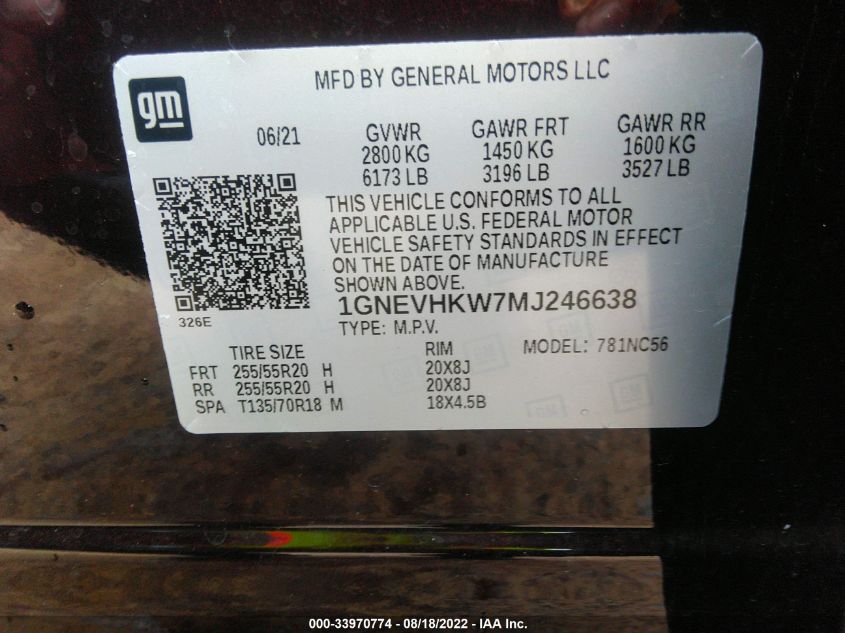 MFD BY GENERAL MOTORS LLC
gm
06/21 GVWR GAWR FRT GAWR RR
2800 KG 1450 KG 1600 KG
6173 LB 3196 LB 3527 LB
THIS VEHICLE CONFORMS TO ALL
APPLICABLE U.S. FEDERAL MOTOR
VEHICLE SAFETY STANDARDS IN EFFECT
ON THE DATE OF MANUFACTURE
SHOWN ABOVE.
1GNEVHKW7MJ246638
326E
TYPE: M.P.V.
TIRE SIZE RIM MODEL: 781NC56
FRT 255/55R20 H 20X8J
RR 255/55R20 H 20X8J
SPA T135/70R18 M 18X4.5B
000-33970774 — 08/18/2022 - IAA Inc.